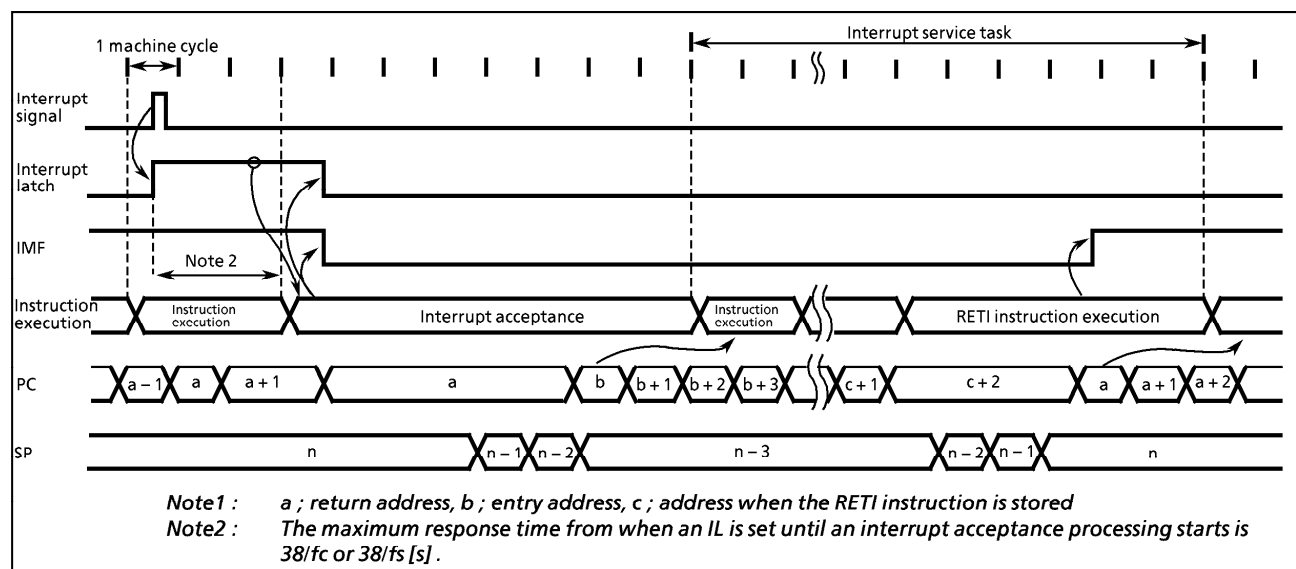 Interrupt service task
1 machine cycle
Interrupt
signal
Interrupt
latch
IMF
Note 2
Instruction
execution
Instruction
execution
Interrupt acceptance
Instruction
execution
RETI instruction execution
PC
a – 1
a
a + 1
a
b
b + 1
b + 2
b + 3
c + 1
c + 2
a
a + 1
a + 2
SP
n
n – 1
n – 2
n – 3
n – 2
n – 1
n
Note1 : a ; return address, b ; entry address, c ; address when the RETI instruction is stored
Note2 : The maximum response time from when an IL is set until an interrupt acceptance processing starts is
38/fc or 38/fs [s] .